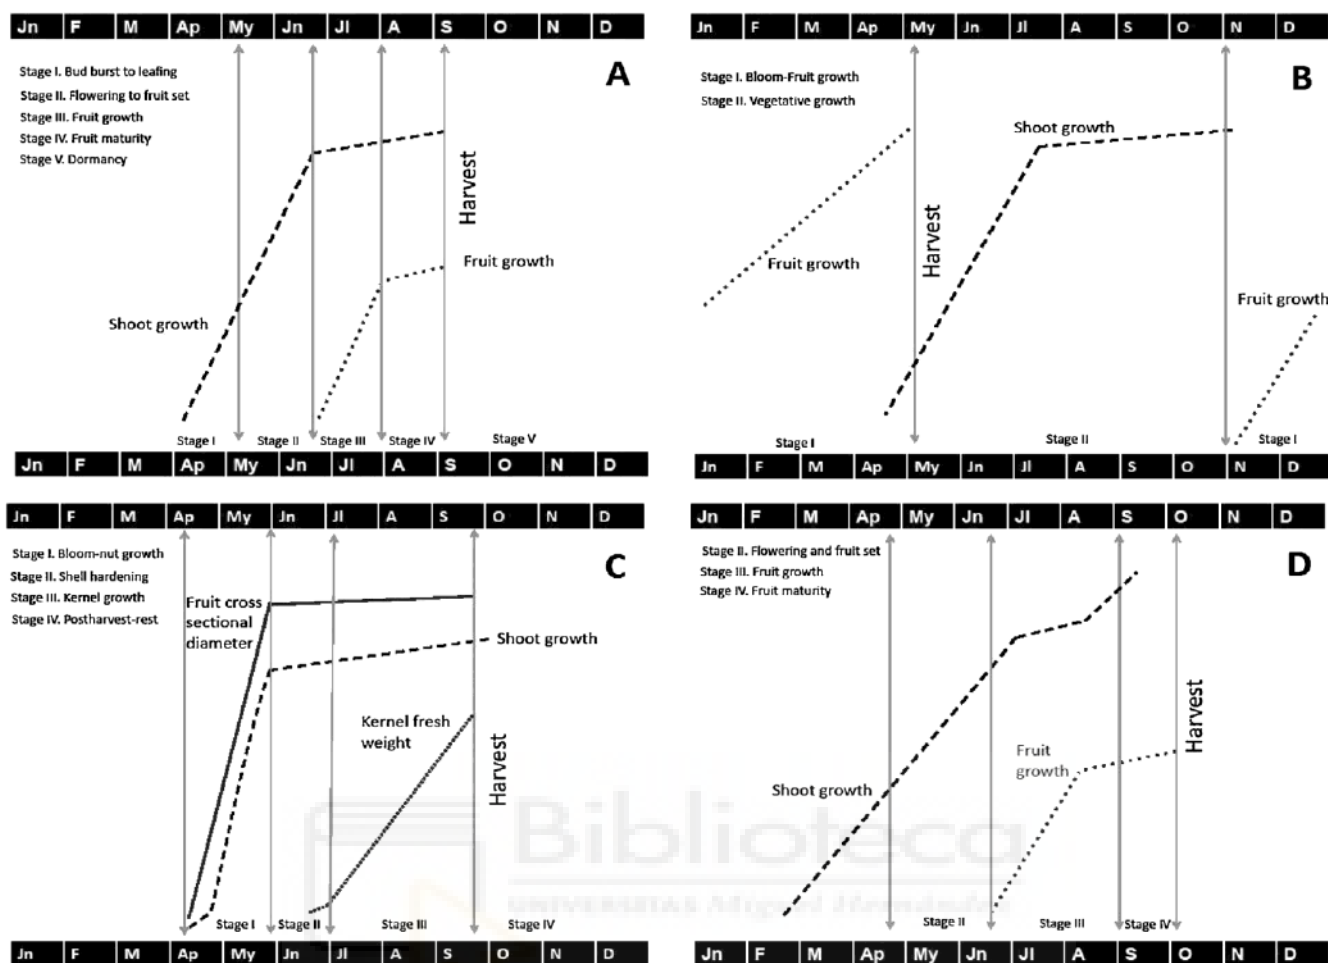 Jn F M Ap My Jn Jl A S O N D
A
Stage I. Bud burst to leafing
Stage II. Flowering to fruit set
Stage III. Fruit growth
Stage IV. Fruit maturity
Stage V. Dormancy
Harvest
Fruit growth
Shoot growth
Stage I Stage II Stage III Stage IV Stage V
Jn F M Ap My Jn Jl A S O N D
Jn F M Ap My Jn Jl A S O N D
B
Stage I. Bloom-Fruit growth
Stage II. Vegetative growth
Shoot growth
Harvest
Fruit growth
Fruit growth
Stage I Stage II Stage I
Jn F M Ap My Jn Jl A S O N D
Jn F M Ap My Jn Jl A S O N D
C
Stage I. Bloom-nut growth
Stage II. Shell hardening
Stage III. Kernel growth
Stage IV. Postharvest-rest
Fruit cross
sectional
diameter
Shoot growth
Kernel fresh
weight
Harvest
Stage I Stage II Stage III Stage IV
Jn F M Ap My Jn Jl A S O N D
Jn F M Ap My Jn Jl A S O N D
D
Stage II. Flowering and fruit set
Stage III. Fruit growth
Stage IV. Fruit maturity
Harvest
Fruit
growth
Shoot growth
Stage II Stage III Stage IV
Jn F M Ap My Jn Jl A S O N D
Biblioteca
UNIVERSITAS Miguel Hernández